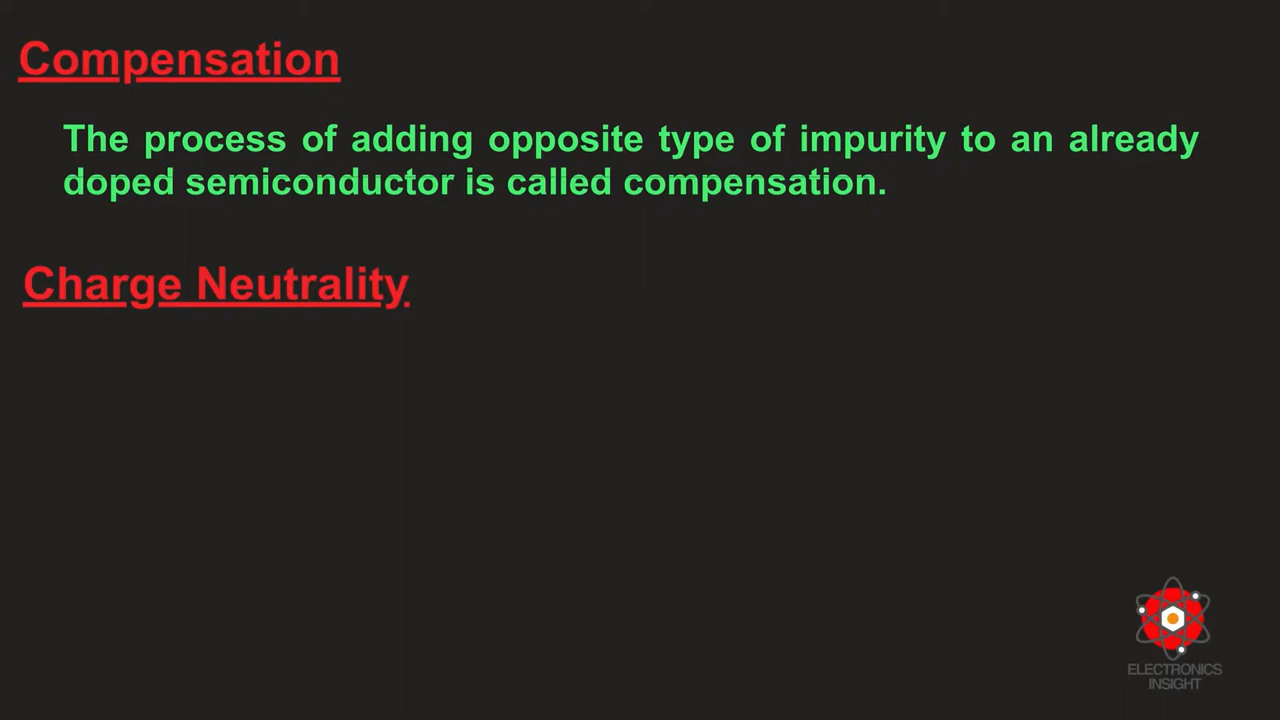 Compensation
The process of adding opposite type of impurity to an already
doped semiconductor is called compensation.
Charge Neutrality
ELECTRONICS
INSIGHT